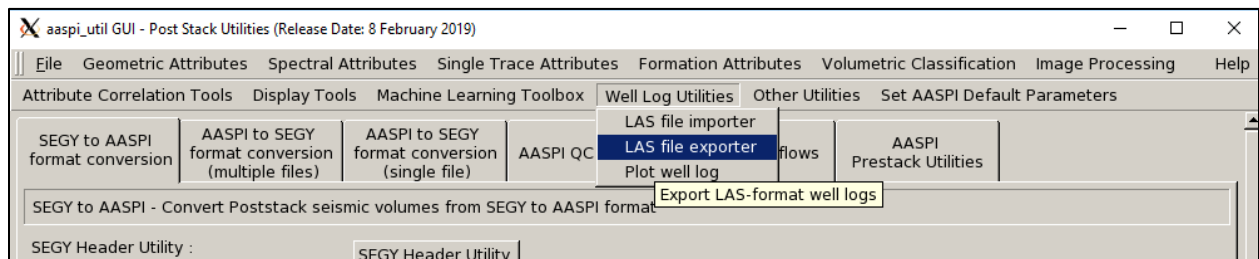 aaspi_util GUI - Post Stack Utilities (Release Date: 8 February 2019)
File Geometric Attributes Spectral Attributes Single Trace Attributes Formation Attributes Volumetric Classification Image Processing Help
Attribute Correlation Tools Display Tools Machine Learning Toolbox Well Log Utilities Other Utilities Set AASPI Default Parameters
LAS file importer
LAS file exporter
Plot well log
Export LAS-format well logs
SEGY to AASPI
format conversion
AASPI to SEGY
format conversion
(multiple files)
AASPI to SEGY
format conversion
(single file)
AASPI QC
flows
AASPI
Prestack Utilities
SEGY to AASPI - Convert Poststack seismic volumes from SEGY to AASPI format
SEGY Header Utility :
SEGY Header Utility